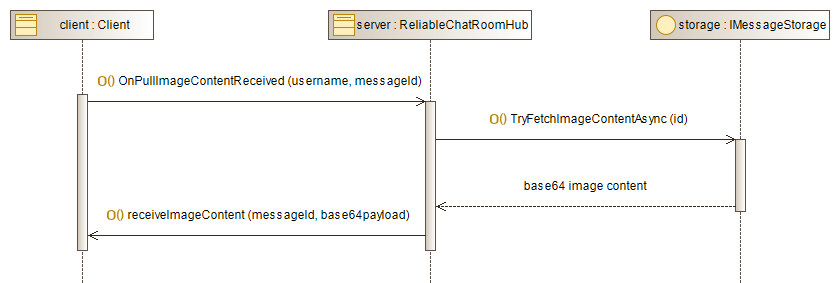 client : Client
server : ReliableChatRoomHub
storage : IMessageStorage
O() OnPullImageContentReceived (username, messageId)
O() TryFetchImageContentAsync (id)
base64 image content
O() receiveImageContent (messageId, base64payload)